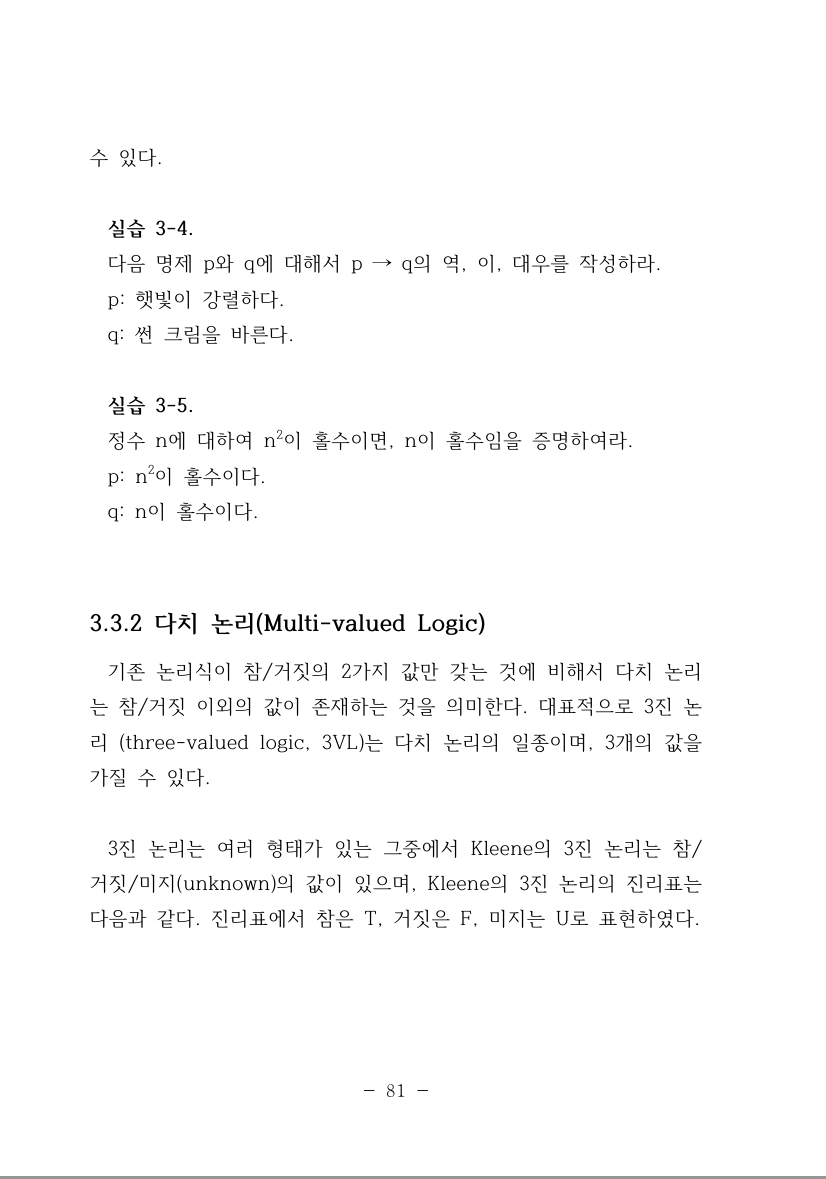 수 있다.
실습 3-4.
다음 명제 p와 q에 대해서 p → q의 역, 이, 대우를 작성하라.
p: 햇빛이 강렬하다.
q: 썬 크림을 바른다.
실습 3-5.
정수 n에 대하여 n²이 홀수이면, n이 홀수임을 증명하여라.
p: n²이 홀수이다.
q: n이 홀수이다.
3.3.2 다치 논리(Multi-valued Logic)
기존 논리식이 참/거짓의 2가지 값만 갖는 것에 비해서 다치 논리
는 참/거짓 이외의 값이 존재하는 것을 의미한다. 대표적으로 3진 논
리 (three-valued logic, 3VL)는 다치 논리의 일종이며, 3개의 값을
가질 수 있다.
3진 논리는 여러 형태가 있는 그중에서 Kleene의 3진 논리는 참/
거짓/미지(unknown)의 값이 있으며, Kleene의 3진 논리의 진리표는
다음과 같다. 진리표에서 참은 T, 거짓은 F, 미지는 U로 표현하였다.
- 81 -